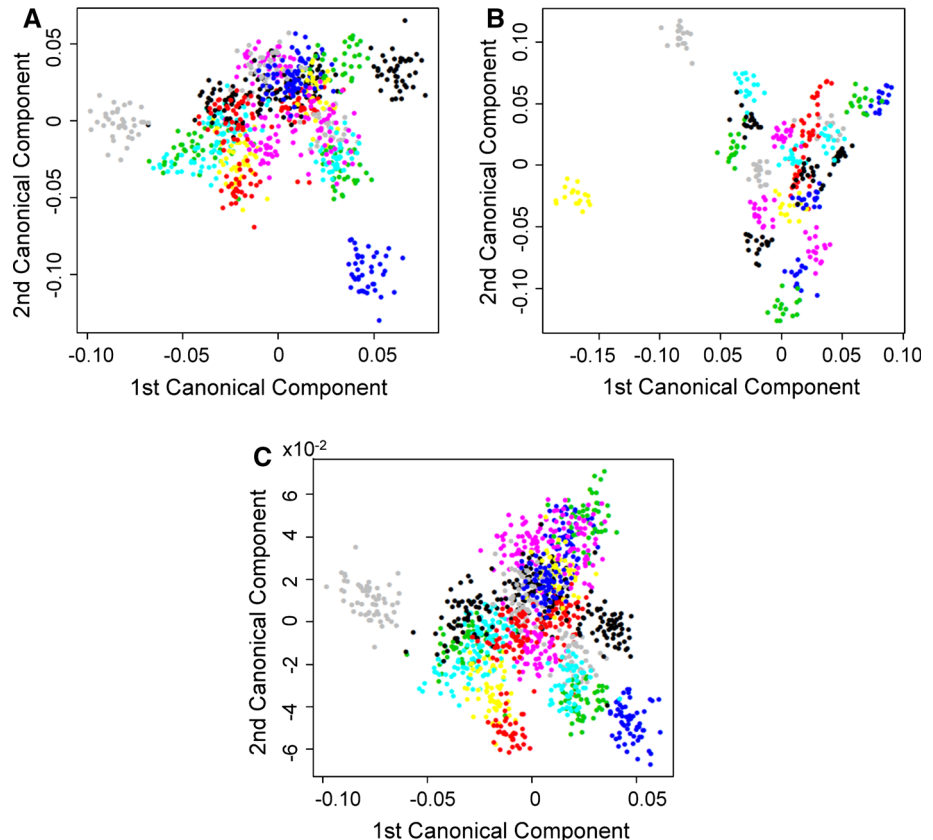 A
0.05
0
-0.05
-0.10
2nd Canonical Component
-0.10 -0.05 0 0.05
1st Canonical Component
B
0.10
0.05
0
-0.05
-0.10
2nd Canonical Component
-0.15 -0.10 0.05 0 0.05 0.10
1st Canonical Component
C
x10-2
6
4
2
0
-2
-4
-6
2nd Canonical Component
-0.10 -0.05 0 0.05
1st Canonical Component